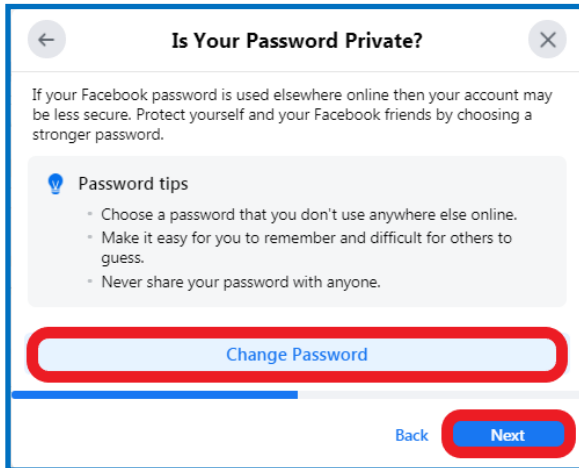 Is Your Password Private?
If your Facebook password is used elsewhere online then your account may
be less secure. Protect yourself and your Facebook friends by choosing a
stronger password.
Password tips
• Choose a password that you don't use anywhere else online.
• Make it easy for you to remember and difficult for others to
guess.
• Never share your password with anyone.
Change Password
Back Next